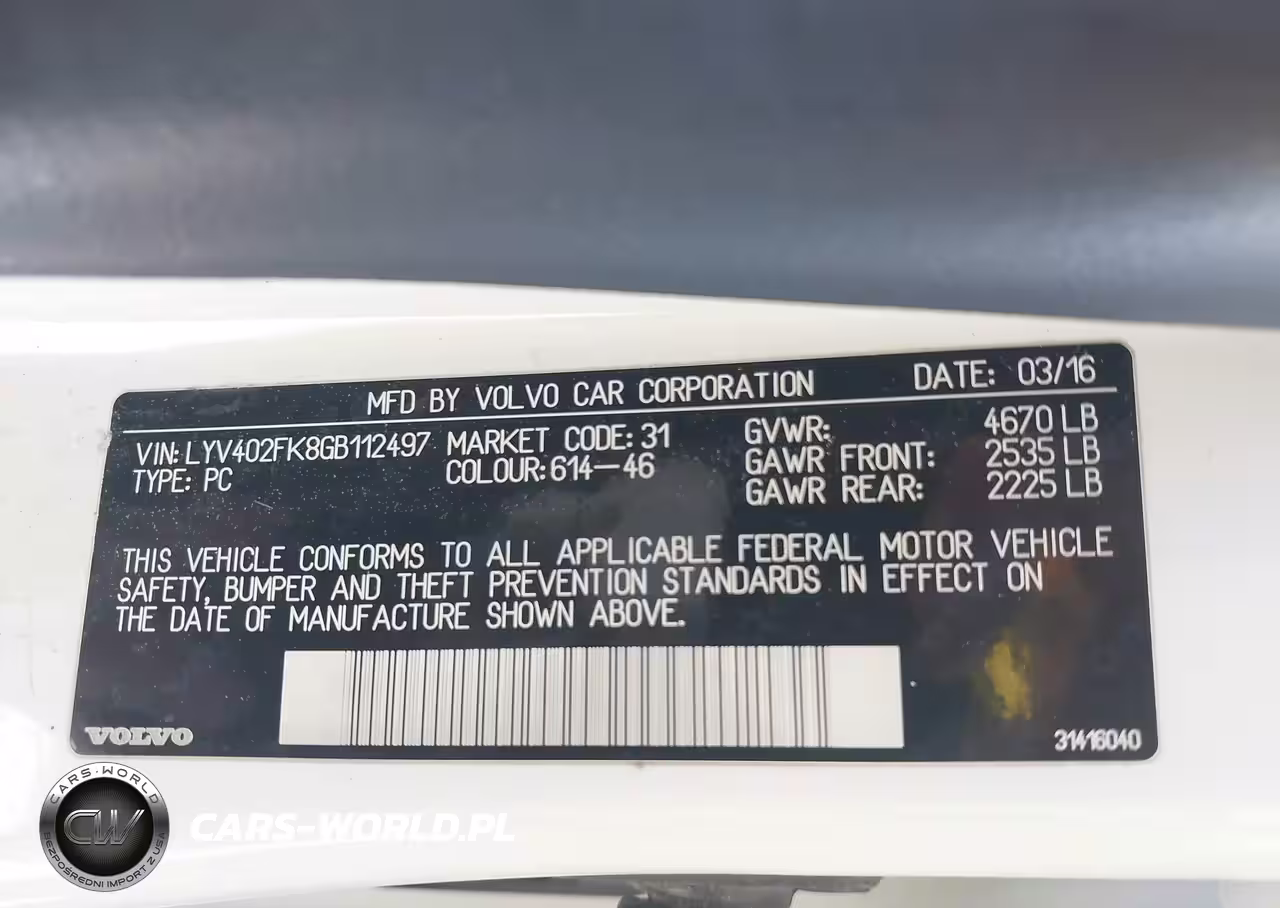 MFD BY VOLVO CAR CORPORATION DATE: 03/16
VIN: LYV402FK8GB112497 MARKET CODE: 31 GVWR: 4670 LB
TYPE: PC COLOUR: 614-46 GAWR FRONT: 2535 LB
GAWR REAR: 2225 LB
THIS VEHICLE CONFORMS TO ALL APPLICABLE FEDERAL MOTOR VEHICLE
SAFETY, BUMPER AND THEFT PREVENTION STANDARDS IN EFFECT ON
THE DATE OF MANUFACTURE SHOWN ABOVE.
VOLVO
31416040
CARS-WORLD
CW
BEZPOŚREDNI IMPORT Z USA
CARS-WORLD.PL